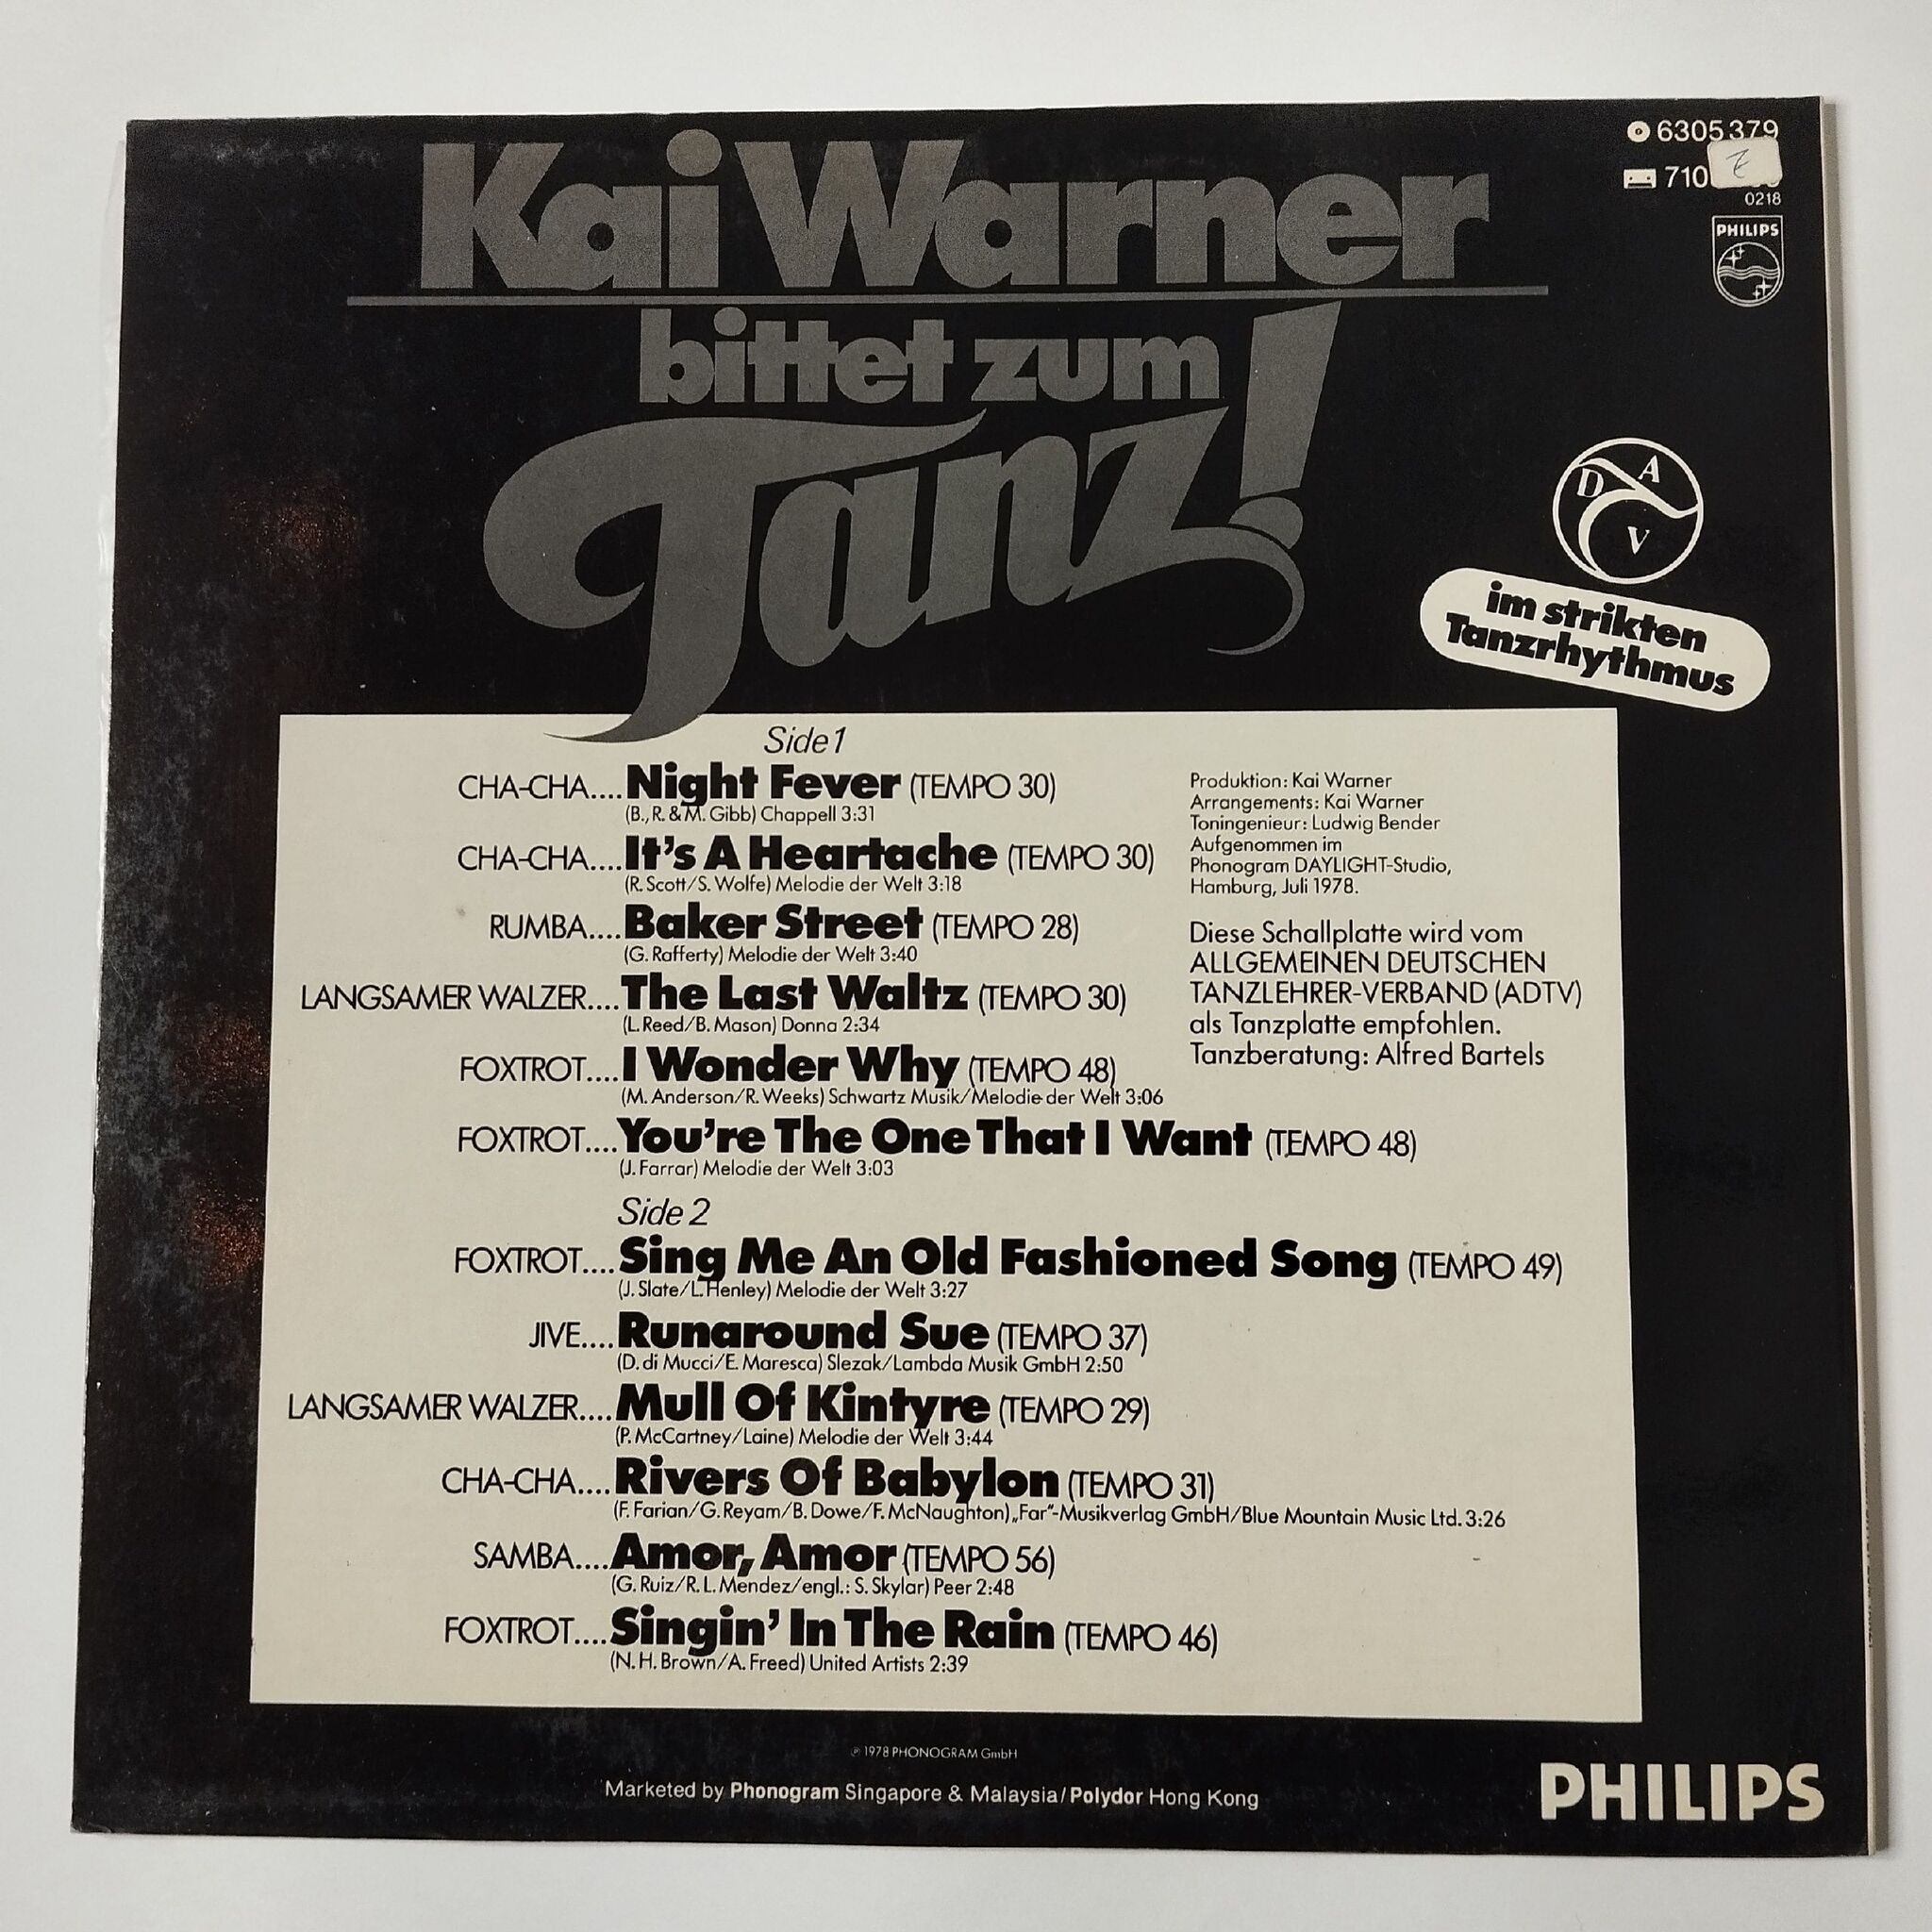 6305 379
710
0218
PHILIPS
Kai Warner
bittet zum
Tanz!
D A
V
im strikten
Tanzrhythmus
Side 1
CHA-CHA....Night Fever (TEMPO 30)
(B., R. & M. Gibb) Chappell 3:31
CHA-CHA....It's A Heartache (TEMPO 30)
(R. Scott/S. Wolfe) Melodie der Welt 3:18
RUMBA....Baker Street (TEMPO 28)
(G. Rafferty) Melodie der Welt 3:40
LANGSAMER WALZER....The Last Waltz (TEMPO 30)
(L. Reed/B. Mason) Donna 2:34
FOXTROT....I Wonder Why (TEMPO 48)
(M. Anderson/R. Weeks) Schwartz Musik/Melodie der Welt 3:06
FOXTROT....You're The One That I Want (TEMPO 48)
(J. Farrar) Melodie der Welt 3:03
Produktion: Kai Warner
Arrangements: Kai Warner
Toningenieur: Ludwig Bender
Aufgenommen im
Phonogram DAYLIGHT-Studio,
Hamburg, Juli 1978.
Diese Schallplatte wird vom
ALLGEMEINEN DEUTSCHEN
TANZLEHRER-VERBAND (ADTV)
als Tanzplatte empfohlen.
Tanzberatung: Alfred Bartels
Side 2
FOXTROT....Sing Me An Old Fashioned Song (TEMPO 49)
(J. Slate/L. Henley) Melodie der Welt 3:27
JIVE....Runaround Sue (TEMPO 37)
(D. di Mucci/E. Maresca) Slezak/Lambda Musik GmbH 2:50
LANGSAMER WALZER....Mull Of Kintyre (TEMPO 29)
(P. McCartney/Laine) Melodie der Welt 3:44
CHA-CHA....Rivers Of Babylon (TEMPO 31)
(F. Farian/G. Reyam/B. Dowe/F. McNaughton) „Far"-Musikverlag GmbH/Blue Mountain Music Ltd. 3:26
SAMBA....Amor, Amor (TEMPO 56)
(G. Ruiz/R. L. Mendez/engl.: S. Skylar) Peer 2:48
FOXTROT....Singin' In The Rain (TEMPO 46)
(N. H. Brown/A. Freed) United Artists 2:39
℗ 1978 PHONOGRAM GmbH
Marketed by Phonogram Singapore & Malaysia/Polydor Hong Kong
PHILIPS